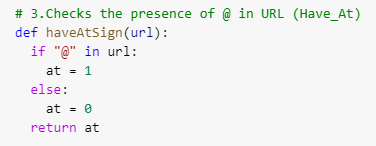 # 3.Checks the presence of @ in URL (Have_At)
def haveAtSign(url):
  if "@" in url:
    at = 1
  else:
    at = 0
  return at